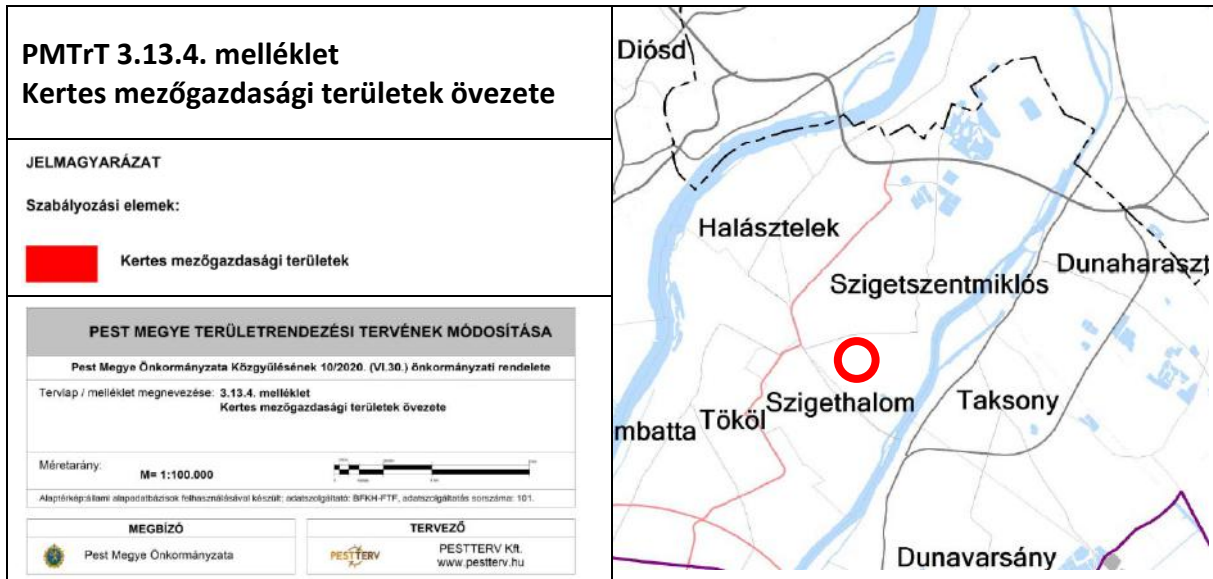 PMTrT 3.13.4. melléklet
Kertes mezőgazdasági területek övezete
JELMAGYARÁZAT
Szabályozási elemek:
Kertes mezőgazdasági területek
PEST MEGYE TERÜLETRENDEZÉSI TERVÉNEK MÓDOSÍTÁSA
Pest Megye Önkormányzata Közgyűlésének 10/2020. (VI.30.) önkormányzati rendelete
Tervlap / melléklet megnevezése: 3.13.4. melléklet
Kertes mezőgazdasági területek övezete
Méretarány:
M= 1:100.000
Alaptérkép:állami alapadatbázisok felhasználásával készült; adatszolgáltató: BFKH-FTF, adatszolgáltatás sorszáma: 101.
MEGBÍZÓ
Pest Megye Önkormányzata
TERVEZŐ
PESTTERV
PESTTERV Kft.
www.pestterv.hu
Diósd
Halásztelek
Dunaharaszt
Szigetszentmiklós
Szigethalom
Taksony
mbatta
Tököl
Dunavarsány